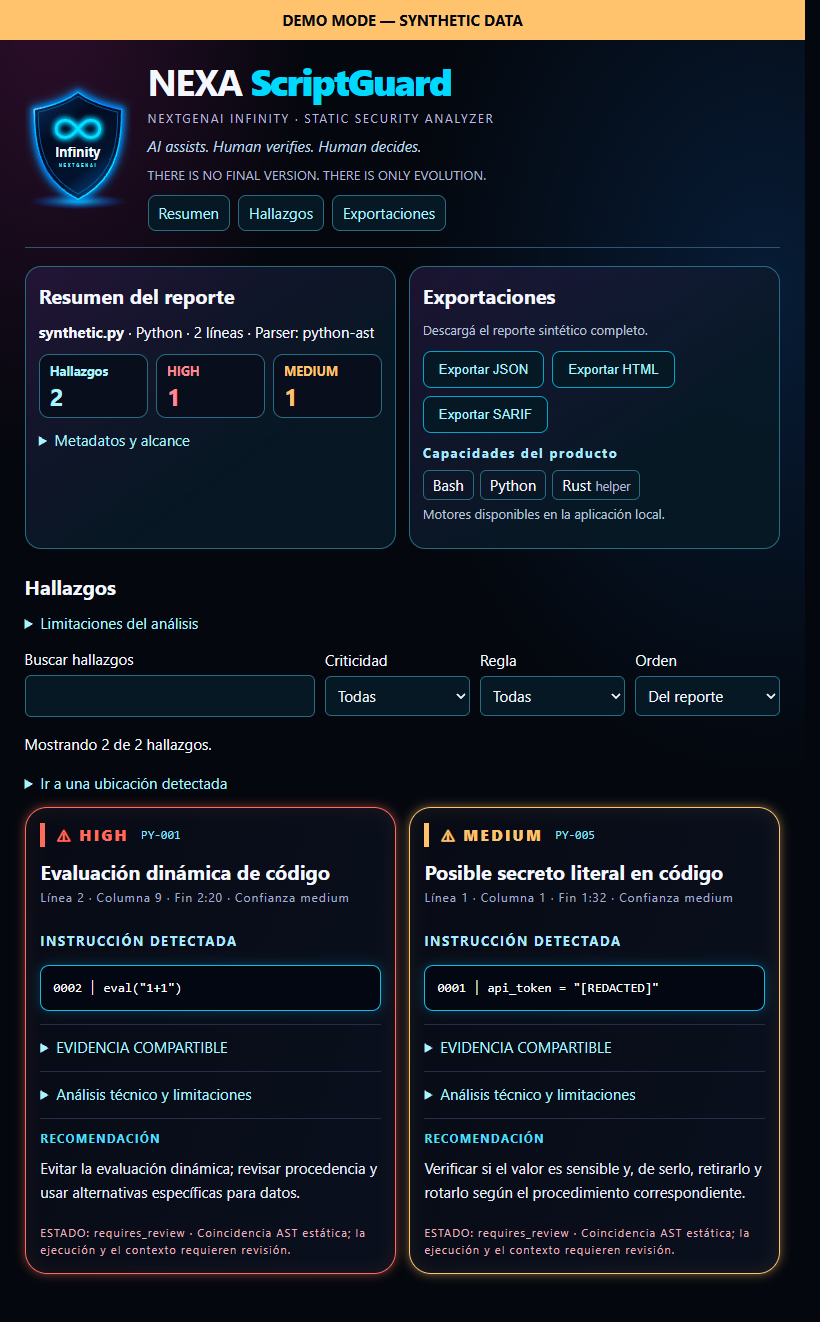 DEMO MODE — SYNTHETIC DATA
Infinity
NEXTGENAI
NEXA ScriptGuard
NEXTGENAI INFINITY · STATIC SECURITY ANALYZER
AI assists. Human verifies. Human decides.
THERE IS NO FINAL VERSION. THERE IS ONLY EVOLUTION.
Resumen Hallazgos Exportaciones
Resumen del reporte
synthetic.py · Python · 2 líneas · Parser: python-ast
Hallazgos HIGH MEDIUM
2 1 1
Metadatos y alcance
Exportaciones
Descargá el reporte sintético completo.
Exportar JSON Exportar HTML
Exportar SARIF
Capacidades del producto
Bash Python Rust helper
Motores disponibles en la aplicación local.
Hallazgos
Limitaciones del análisis
Buscar hallazgos Criticidad Regla Orden
Todas Todas Del reporte
Mostrando 2 de 2 hallazgos.
Ir a una ubicación detectada
HIGH PY-001
Evaluación dinámica de código
Línea 2 · Columna 9 · Fin 2:20 · Confianza medium
INSTRUCCIÓN DETECTADA
0002 | eval("1+1")
EVIDENCIA COMPARTIBLE
Análisis técnico y limitaciones
RECOMENDACIÓN
Evitar la evaluación dinámica; revisar procedencia y
usar alternativas específicas para datos.
ESTADO: requires_review · Coincidencia AST estática; la
ejecución y el contexto requieren revisión.
MEDIUM PY-005
Posible secreto literal en código
Línea 1 · Columna 1 · Fin 1:32 · Confianza medium
INSTRUCCIÓN DETECTADA
0001 | api_token = "[REDACTED]"
EVIDENCIA COMPARTIBLE
Análisis técnico y limitaciones
RECOMENDACIÓN
Verificar si el valor es sensible y, de serlo, retirarlo y
rotarlo según el procedimiento correspondiente.
ESTADO: requires_review · Coincidencia AST estática; la
ejecución y el contexto requieren revisión.